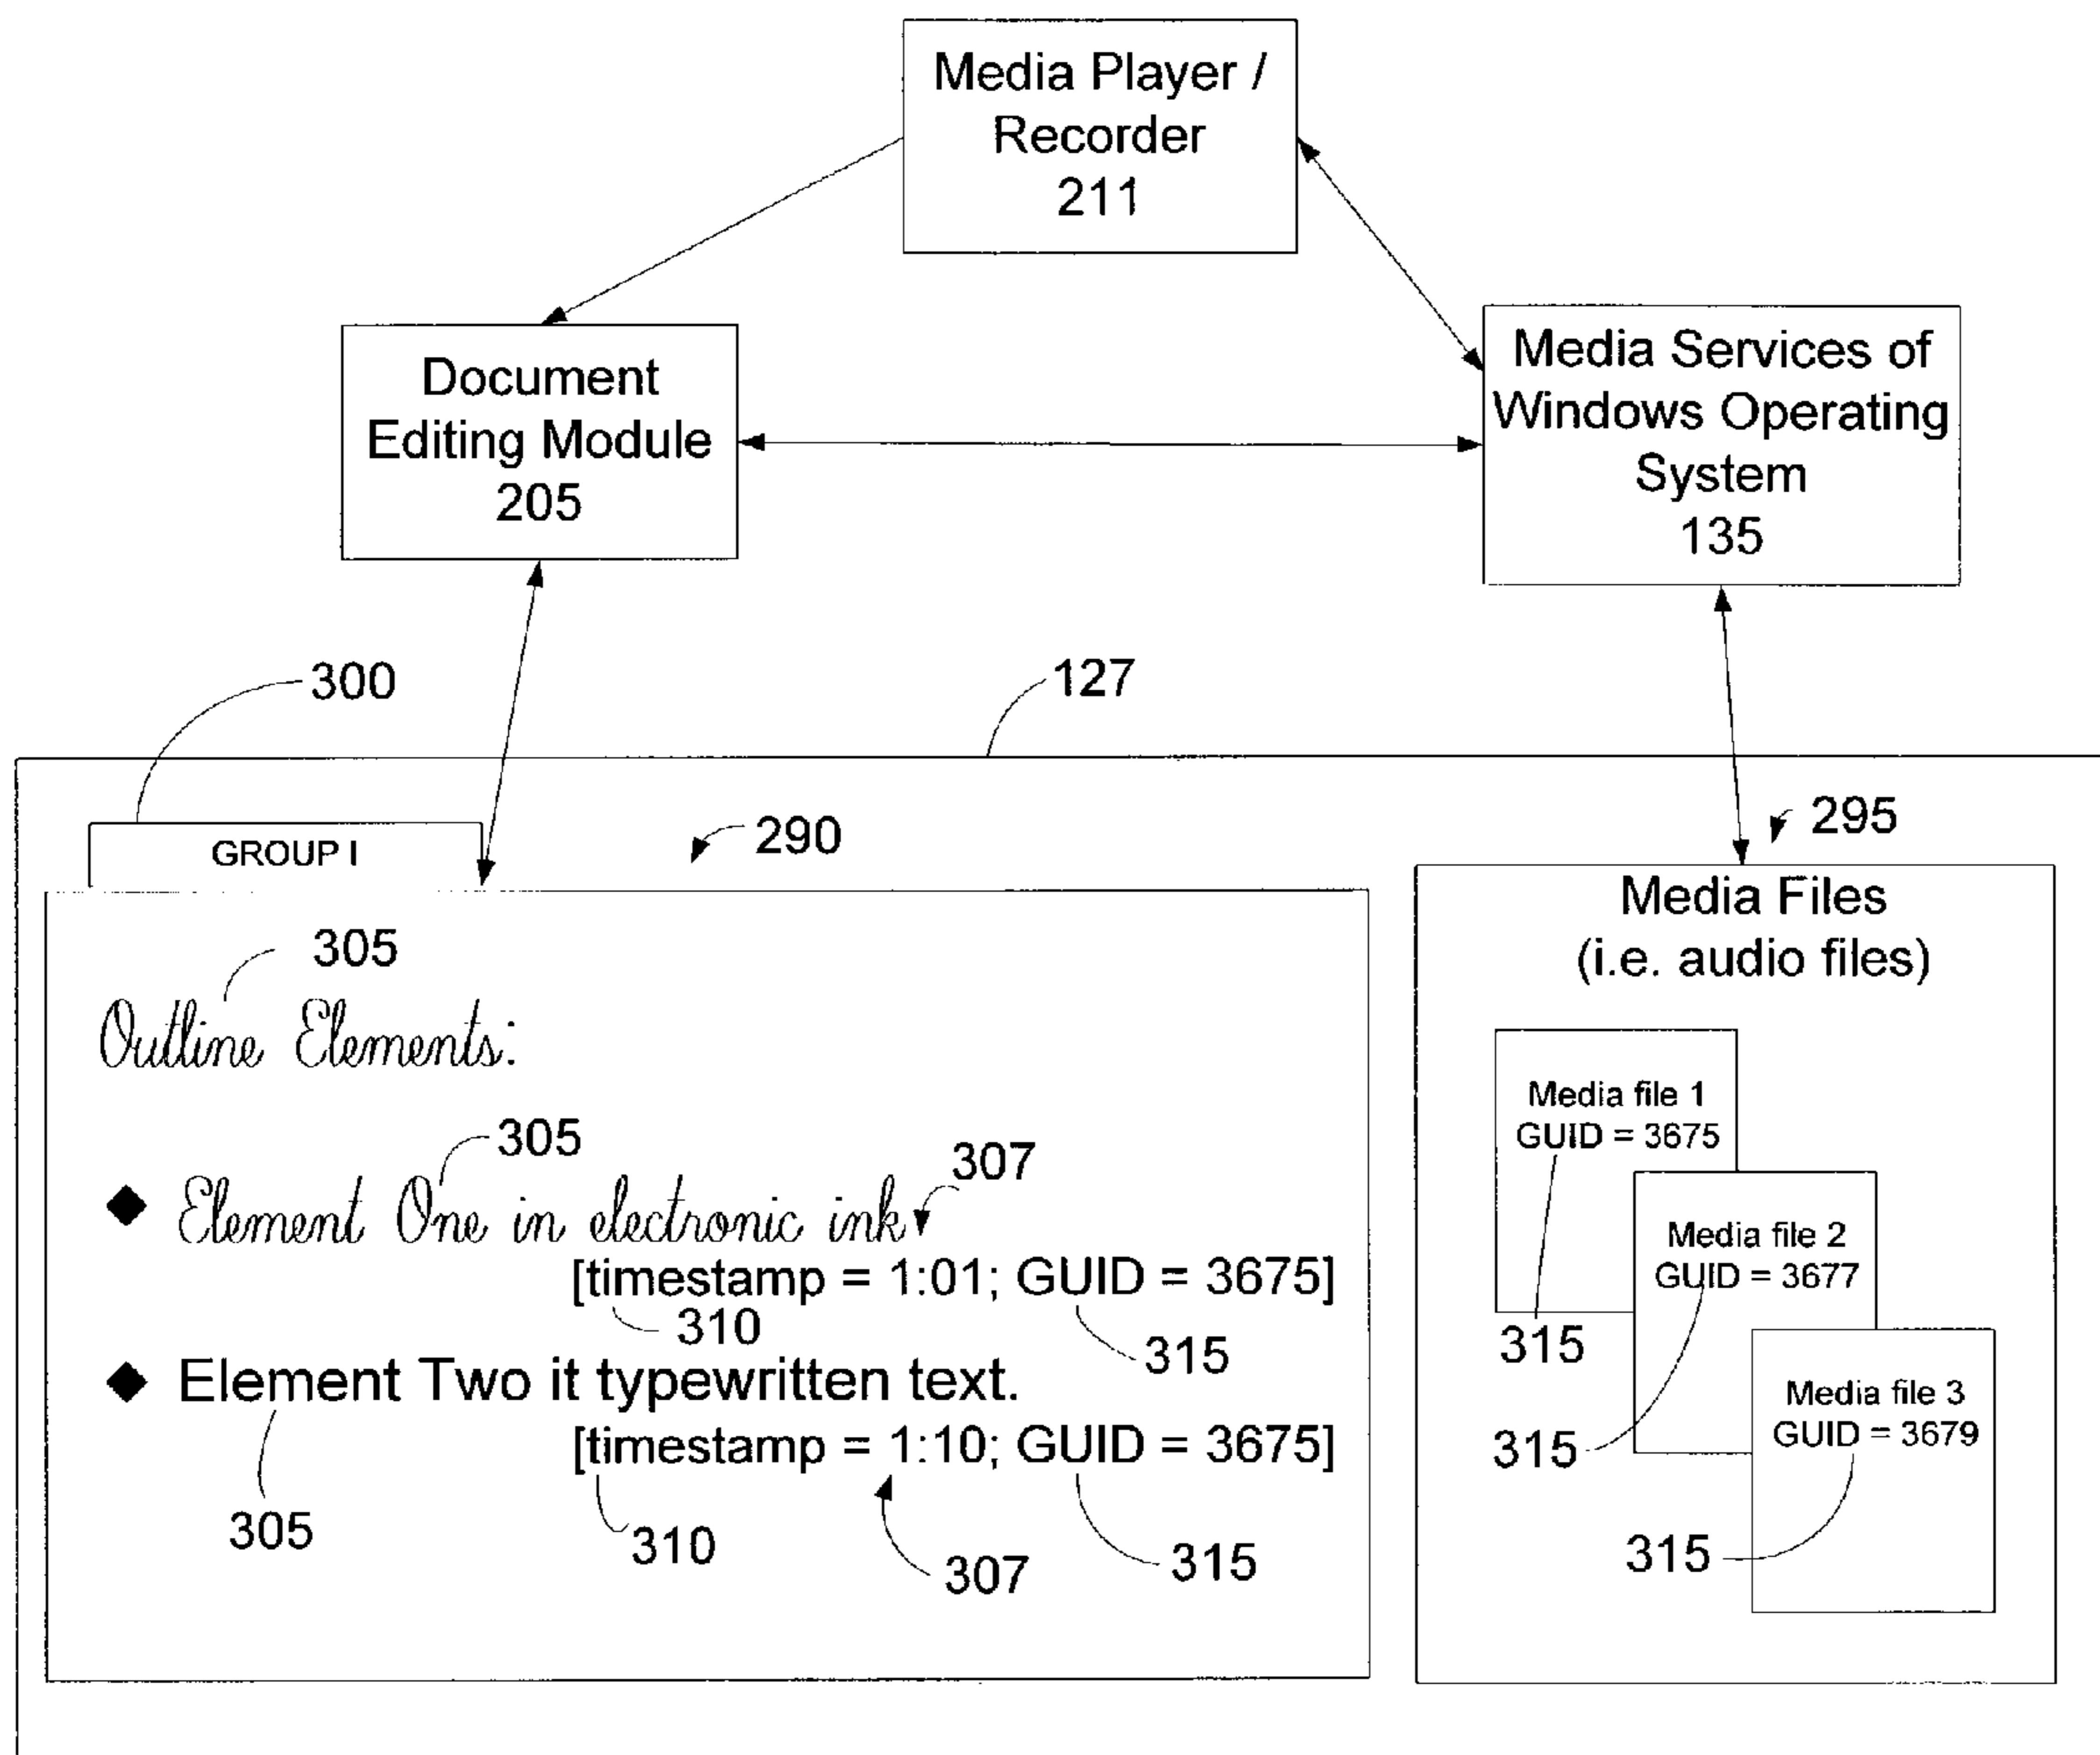 Media Player /
Recorder
211
Document
Editing Module
205
Media Services of
Windows Operating
System
135
300
127
GROUP I
290
295
Media Files
(i.e. audio files)
305
Outline Elements:
305
307
Element One in electronic ink
[timestamp = 1:01; GUID = 3675]
310
315
Element Two it typewritten text.
[timestamp = 1:10; GUID = 3675]
305
310
307
315
Media file 1
GUID = 3675
315
Media file 2
GUID = 3677
315
Media file 3
GUID = 3679
315